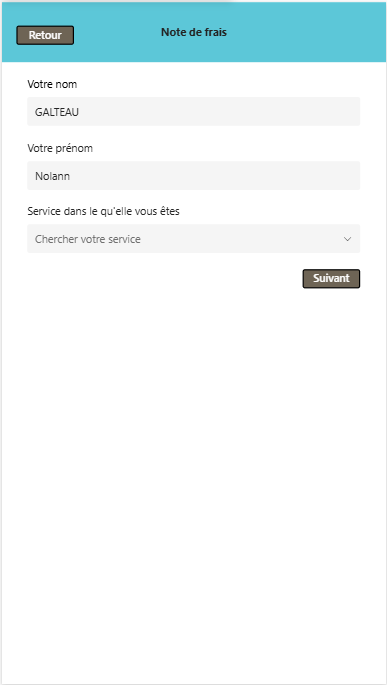 Retour
Note de frais
Votre nom
GALTEAU
Votre prénom
Nolann
Service dans le qu'elle vous êtes
Chercher votre service
Suivant